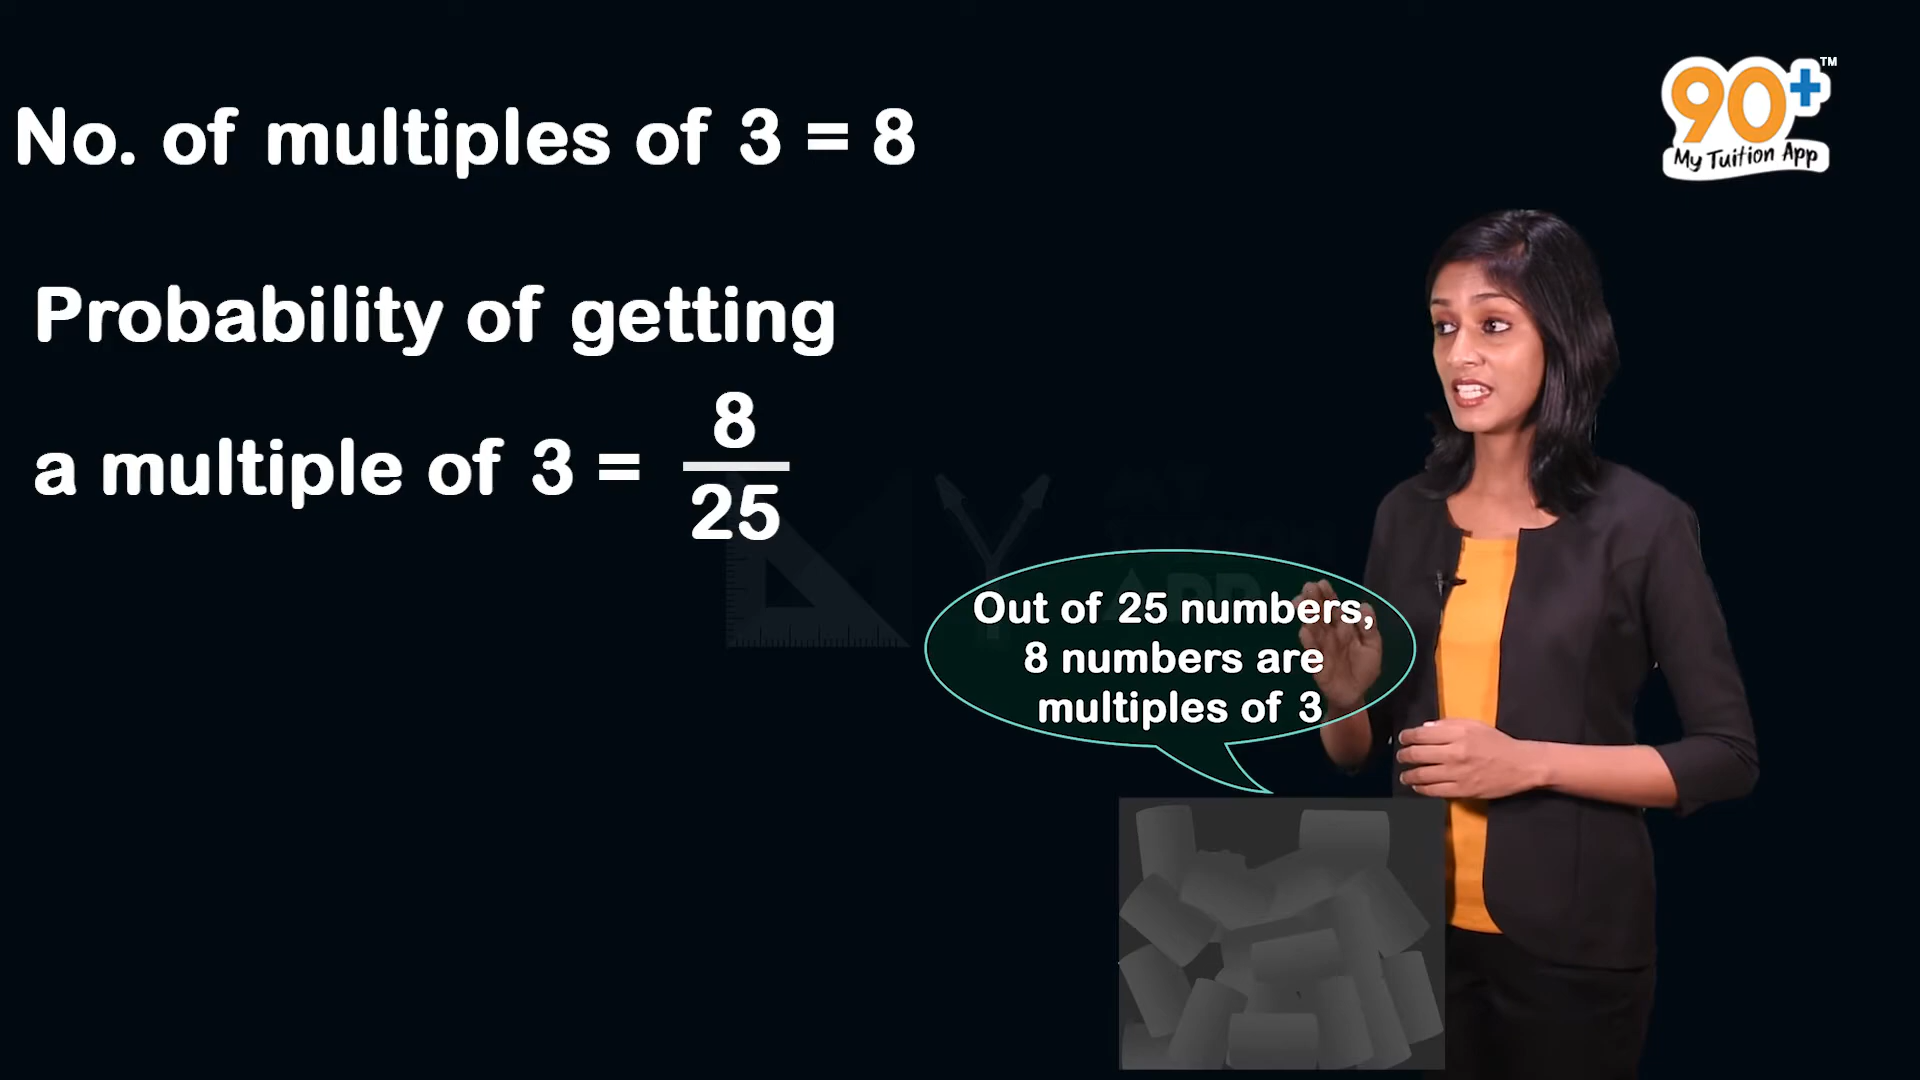 90+™
My Tuition App
No. of multiples of 3 = 8
Probability of getting
a multiple of 3 = 8/25
Out of 25 numbers,
8 numbers are
multiples of 3